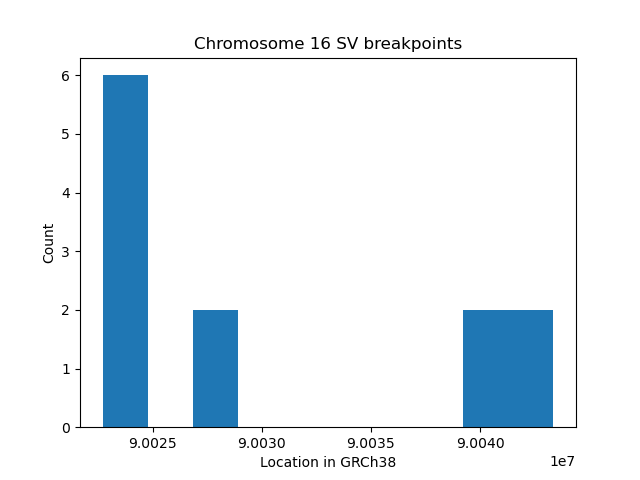 Chromosome 16 SV breakpoints
6
5
4
3
2
1
0
Count
9.0025 9.0030 9.0035 9.0040
1e7
Location in GRCh38